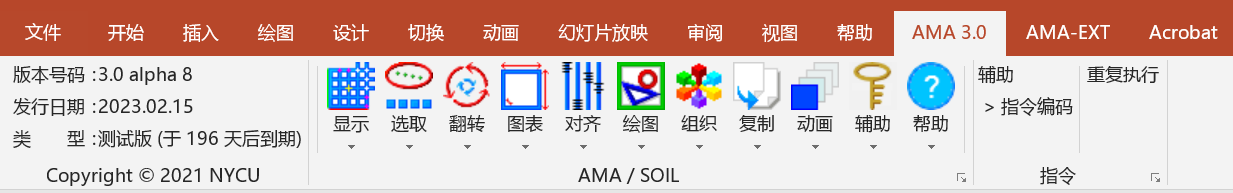 文件 开始 插入 绘图 设计 切换 动画 幻灯片放映 审阅 视图 帮助 AMA 3.0 AMA-EXT Acrobat
版本号码 :3.0 alpha 8
发行日期 :2023.02.15
类 型 :测试版 (于 196 天后到期)
Copyright © 2021 NYCU
?
显示 选取 翻转 图表 对齐 绘图 组织 复制 动画 辅助 帮助
AMA / SOIL
辅助 重复执行
> 指令编码
指令